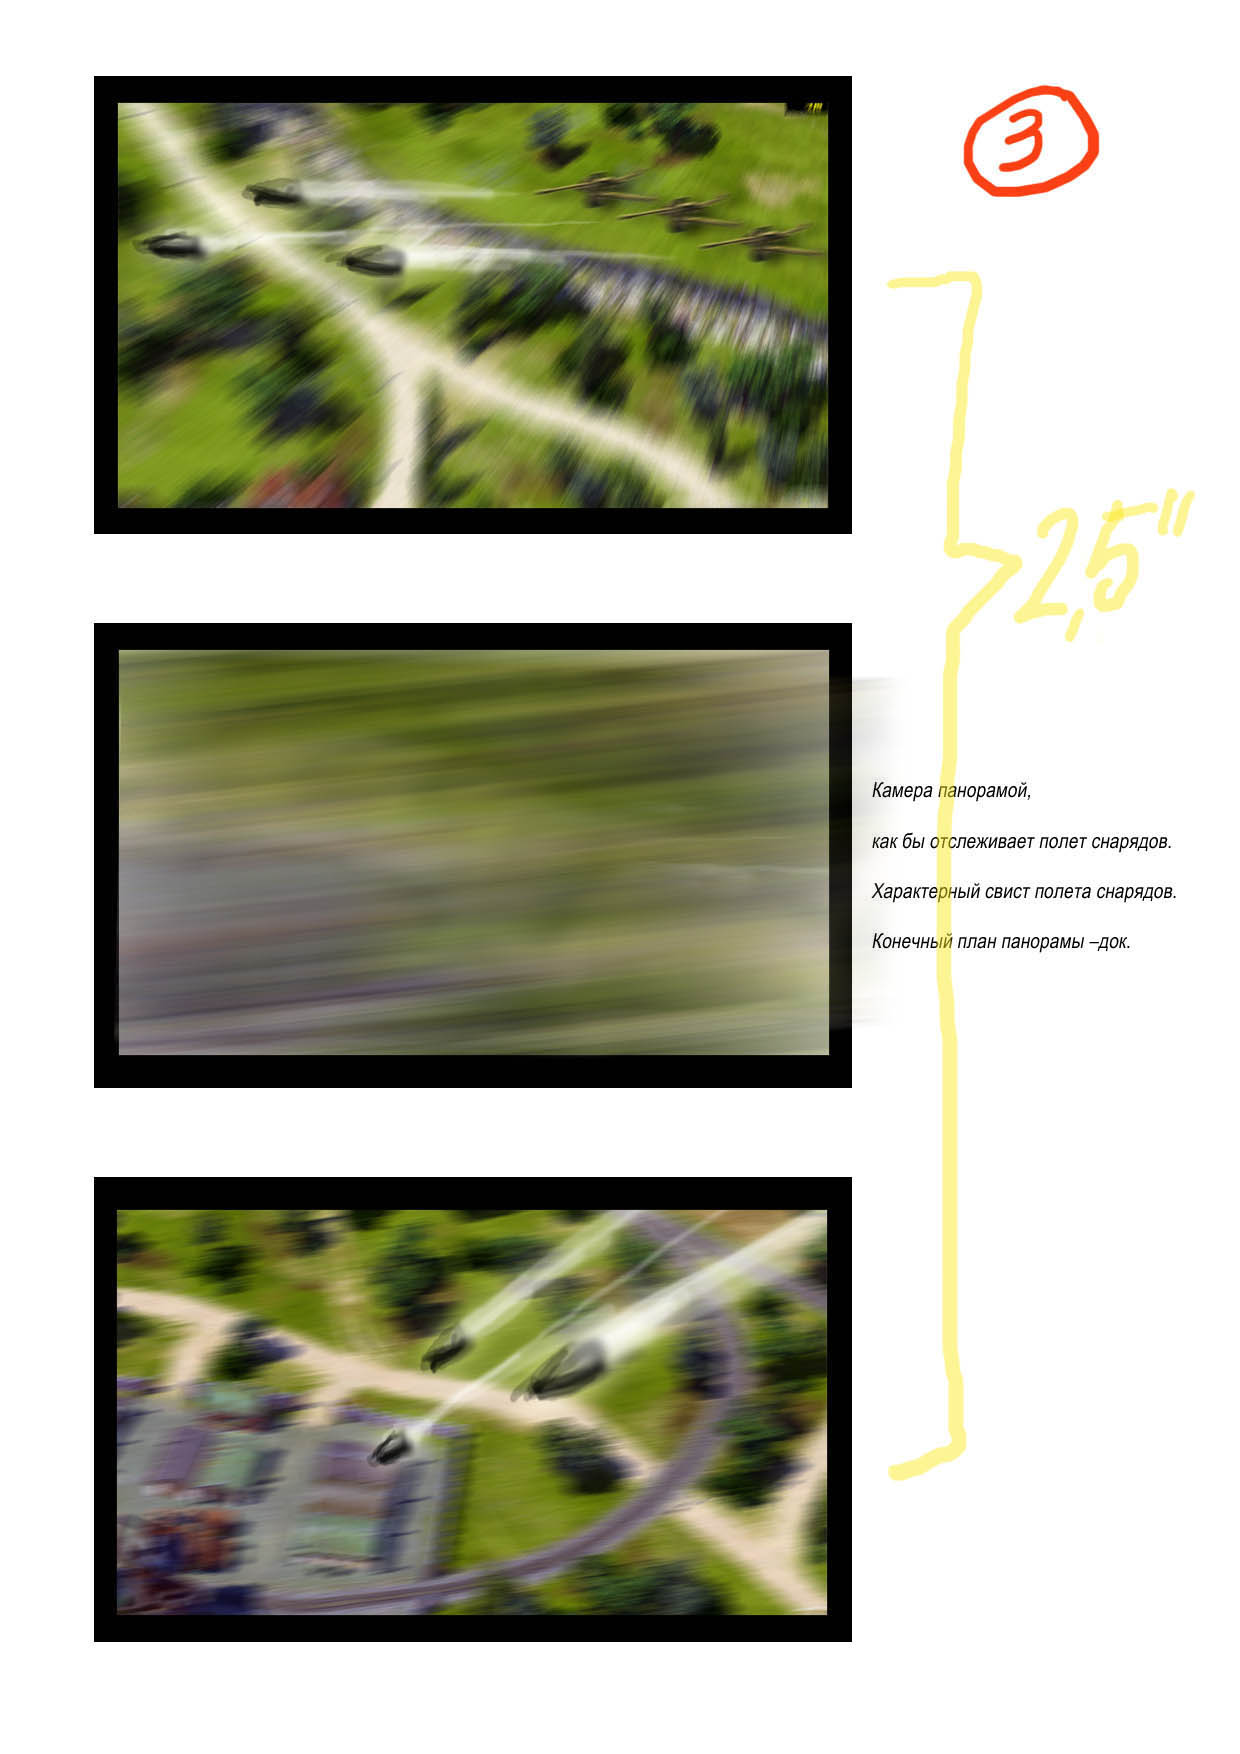 3
2,5"
Камера панорамой,
как бы отслеживает полет снарядов.
Характерный свист полета снарядов.
Конечный план панорамы –док.